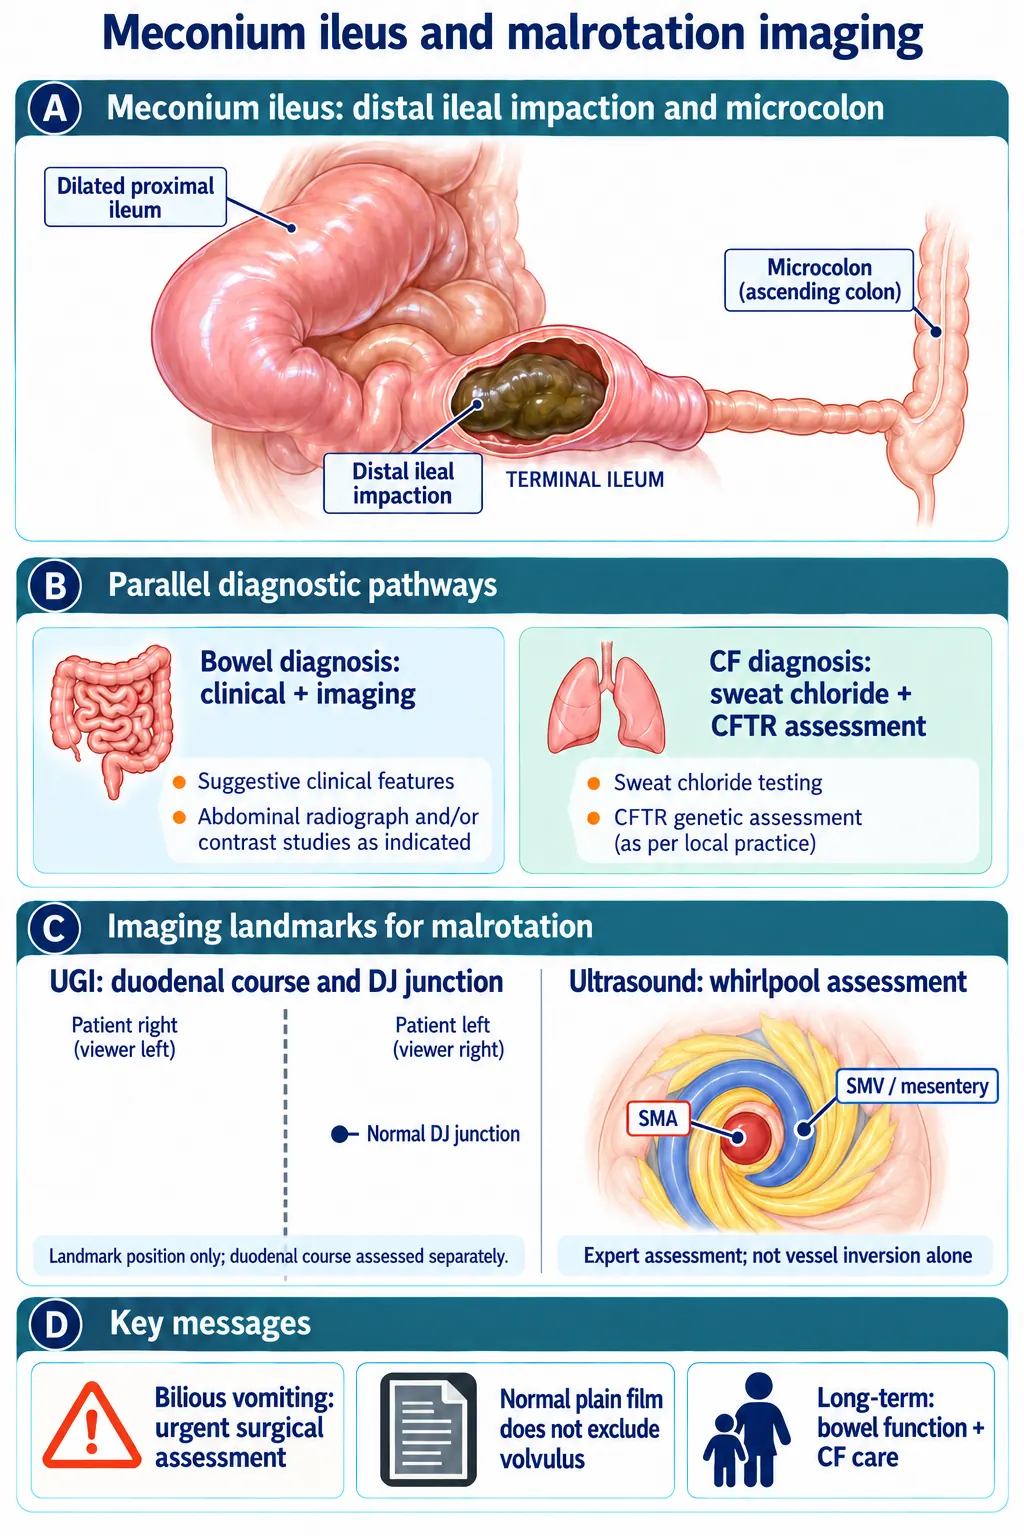 Meconium ileus and malrotation imaging
A
Meconium ileus: distal ileal impaction and microcolon
Dilated proximal
ileum
Microcolon
(ascending colon)
Distal ileal
impaction
TERMINAL ILEUM
B
Parallel diagnostic pathways
Bowel diagnosis:
clinical + imaging
Suggestive clinical features
Abdominal radiograph and/or
contrast studies as indicated
CF diagnosis:
sweat chloride +
CFTR assessment
Sweat chloride testing
CFTR genetic assessment
(as per local practice)
C
Imaging landmarks for malrotation
UGI: duodenal course and DJ junction
Patient right
(viewer left)
Patient left
(viewer right)
Normal DJ junction
Landmark position only; duodenal course assessed separately.
Ultrasound: whirlpool assessment
SMV / mesentery
SMA
Expert assessment; not vessel inversion alone
D
Key messages
Bilious vomiting:
urgent surgical
assessment
Normal plain film
does not exclude
volvulus
Long-term:
bowel function +
CF care